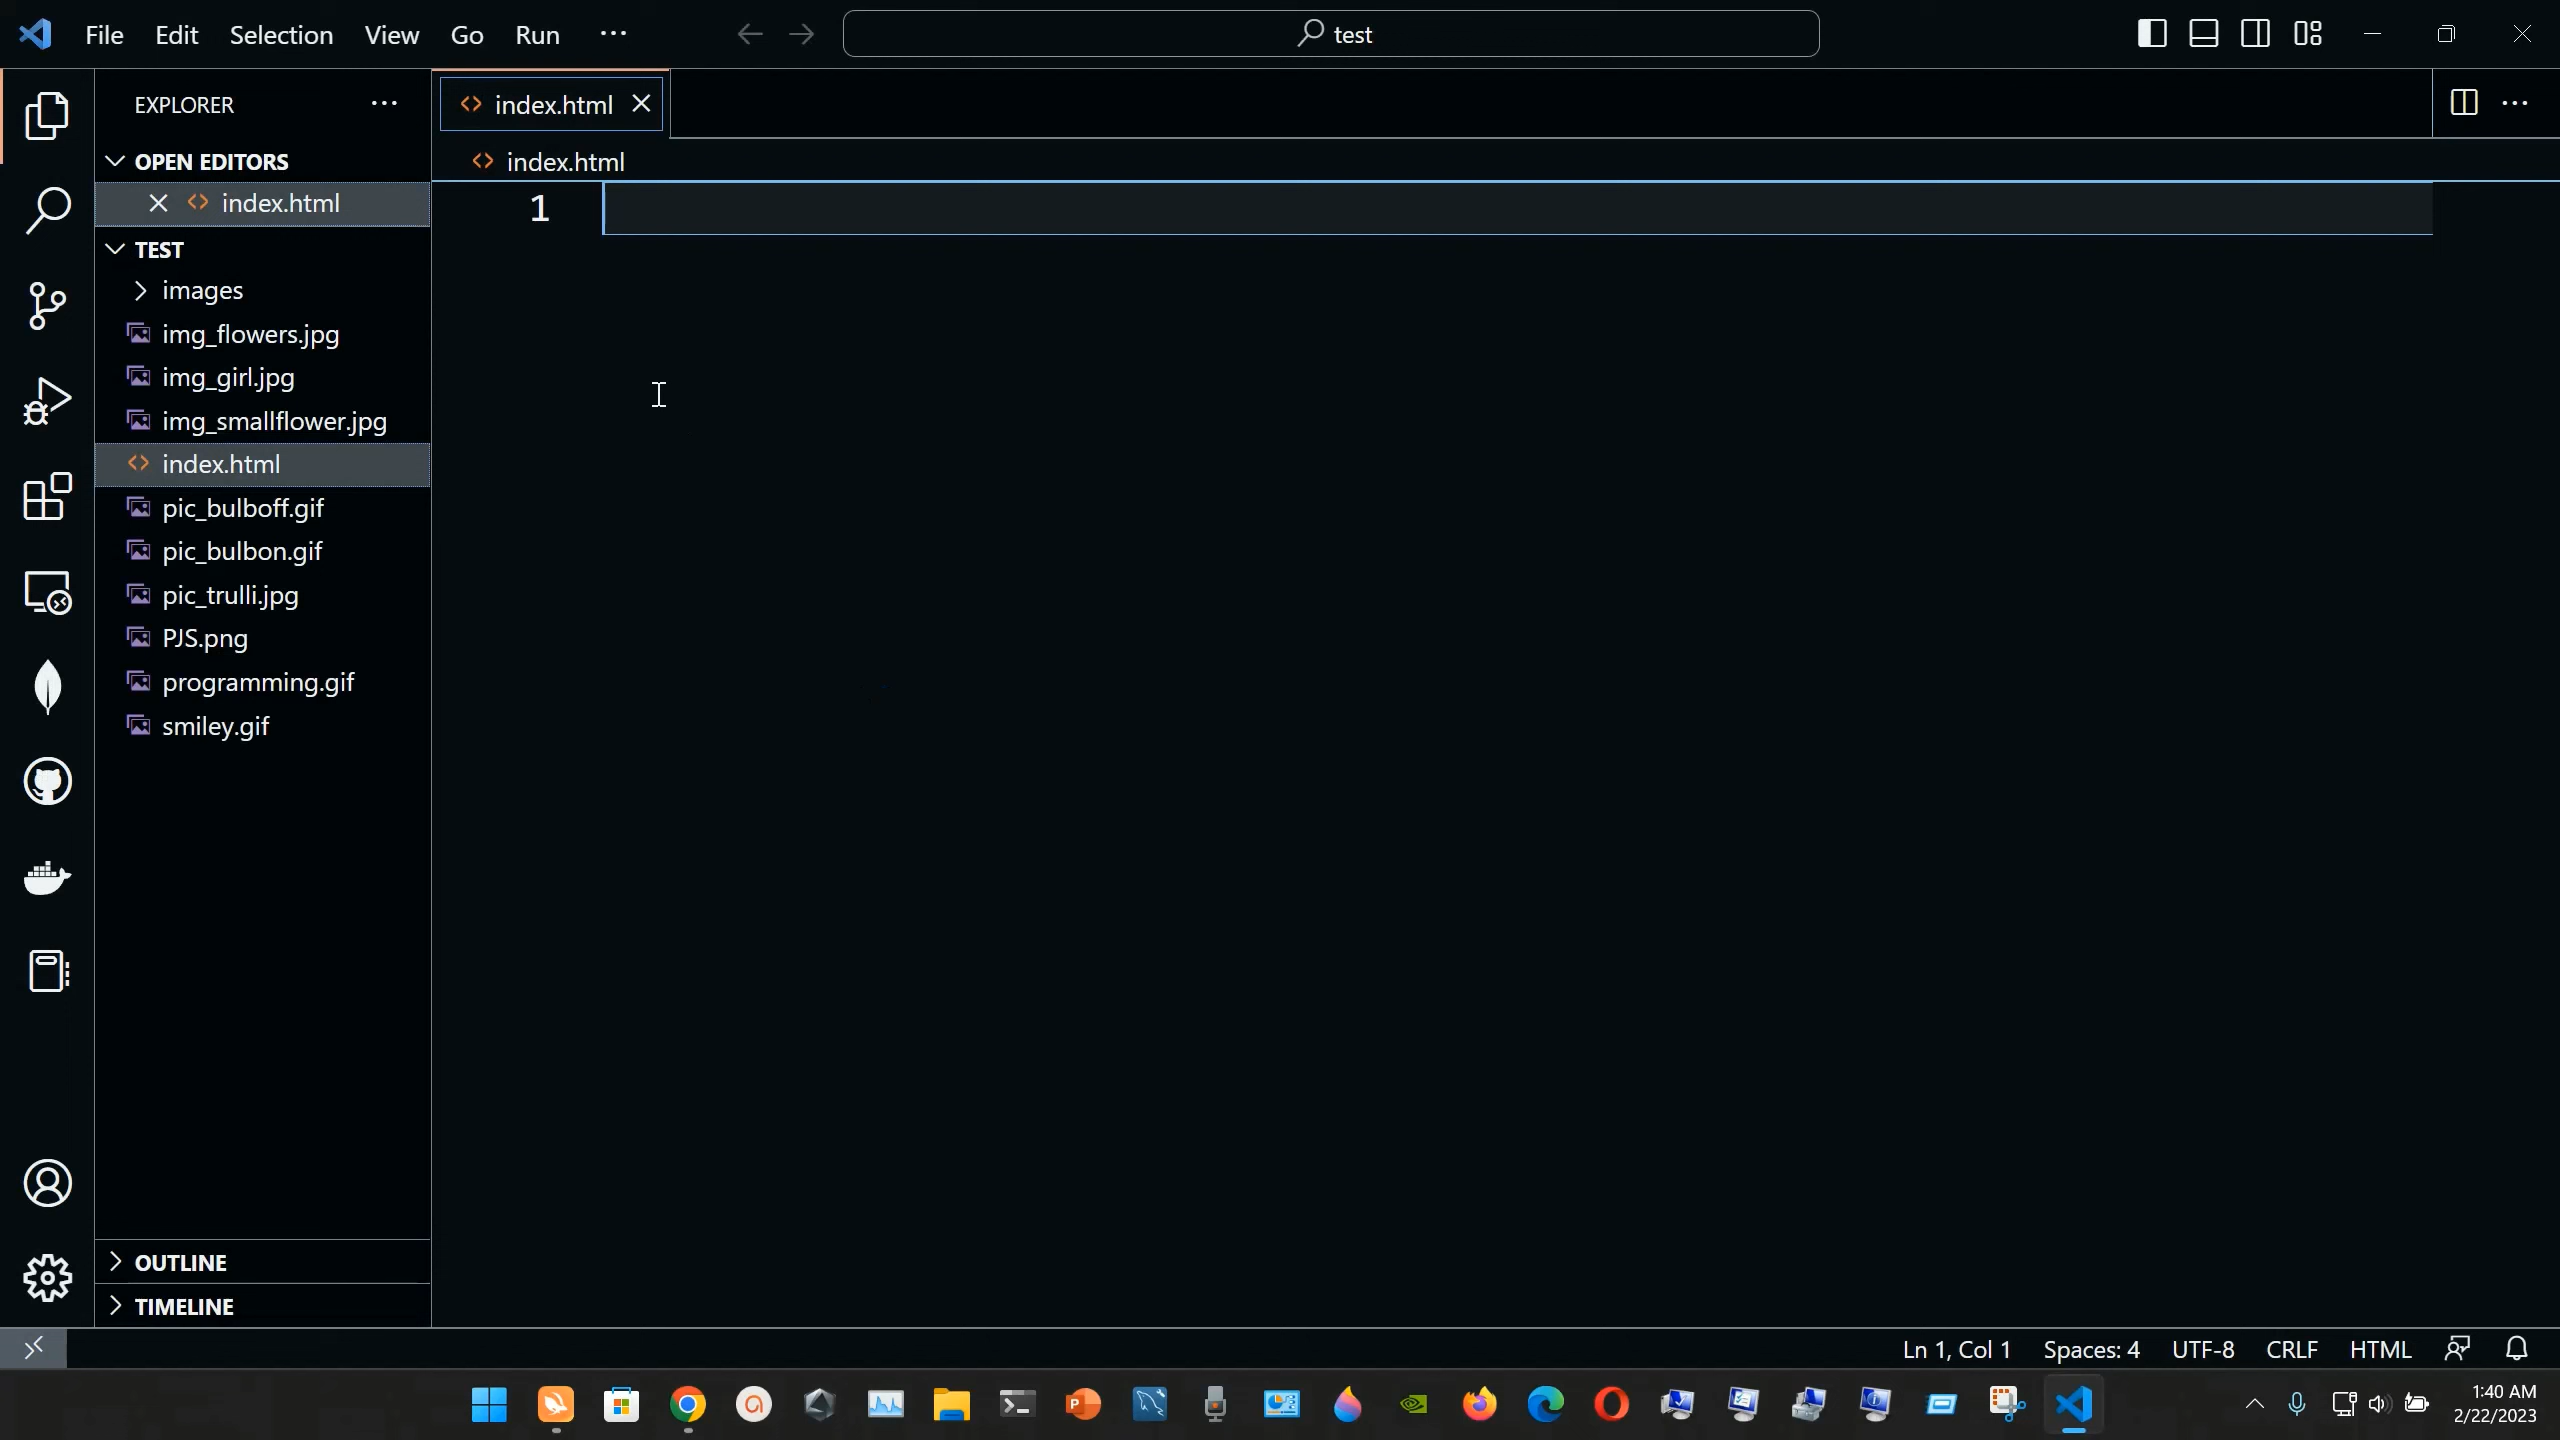 File Edit Selection View Go Run ···
test
EXPLORER ···
index.html
OPEN EDITORS
index.html
index.html
1
TEST
images
img_flowers.jpg
img_girl.jpg
img_smallflower.jpg
index.html
pic_bulboff.gif
pic_bulbon.gif
pic_trulli.jpg
PJS.png
programming.gif
smiley.gif
OUTLINE
TIMELINE
Ln 1, Col 1 Spaces: 4 UTF-8 CRLF HTML
1:40 AM
2/22/2023